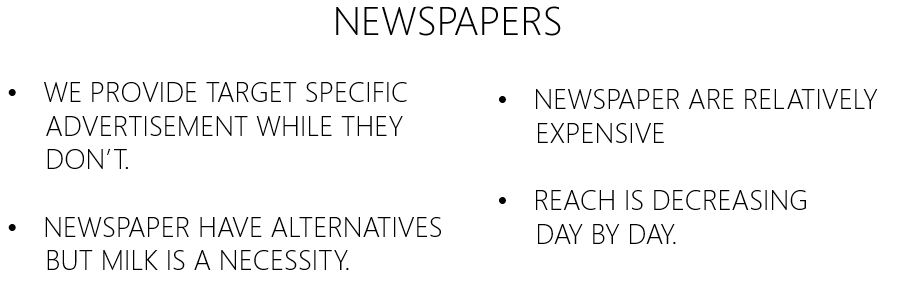 NEWSPAPERS
• WE PROVIDE TARGET SPECIFIC
ADVERTISEMENT WHILE THEY
DON'T.
• NEWSPAPER HAVE ALTERNATIVES
BUT MILK IS A NECESSITY.
• NEWSPAPER ARE RELATIVELY
EXPENSIVE
• REACH IS DECREASING
DAY BY DAY.